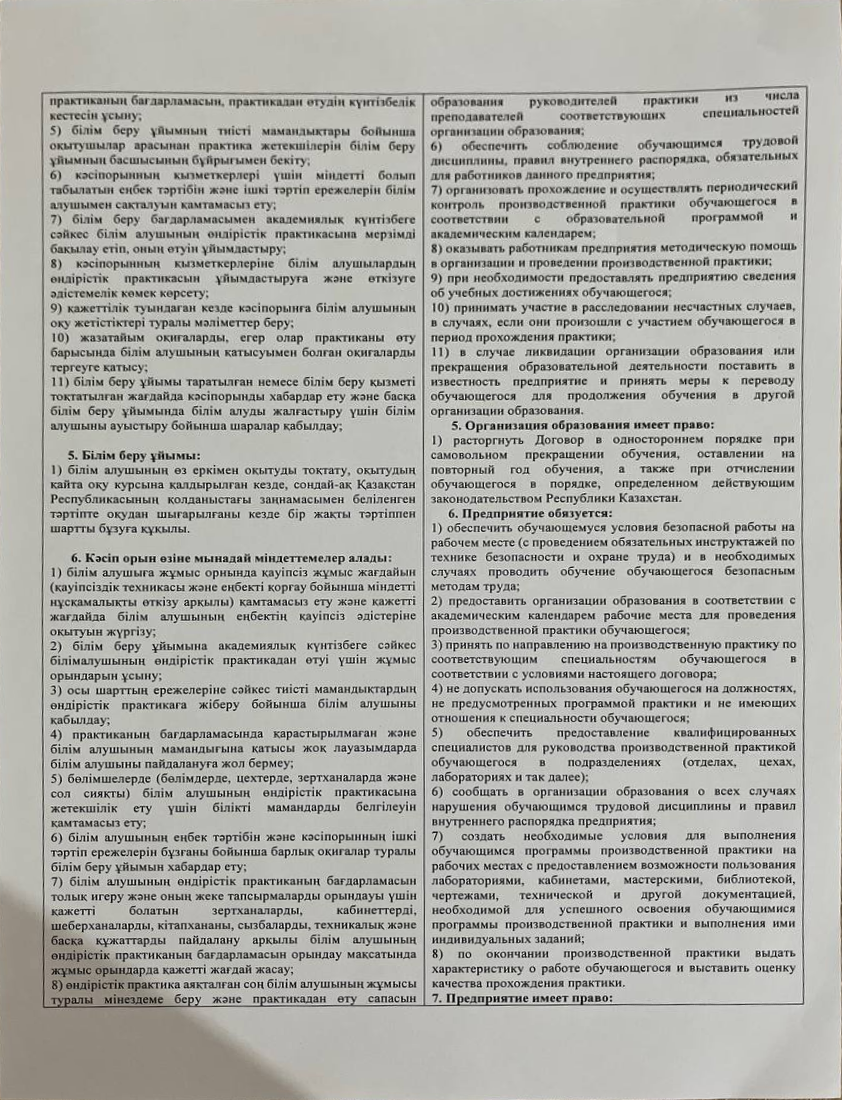 практиканың бағдарламасын, практикадан өтудің күнтізбелік
кестесін ұсыну;
5) білім беру ұйымның тиісті мамандықтары бойынша
оқытушылар арасынан практика жетекшілерін білім беру
ұйымның басшысының бұйрығымен бекіту;
6) кәсіпорынның қызметкерлері үшін міндетті болып
табылатын еңбек тәртібін және ішкі тәртіп ережелерін білім
алушымен сақталуын қамтамасыз ету;
7) білім беру бағдарламасымен академиялық күнтізбеге
сәйкес білім алушының өндірістік практикасына мерзімді
бақылау етіп, оның өтуін ұйымдастыру;
8) кәсіпорынның қызметкерлеріне білім алушылардың
өндірістік практикасын ұйымдастыруға және өткізуге
әдістемелік көмек көрсету;
9) қажеттілік туындаған кезде кәсіпорынға білім алушының
оқу жетістіктері туралы мәліметтер беру;
10) жазатайым оқиғаларды, егер олар практиканы өту
барысында білім алушының қатысуымен болған оқиғаларды
тергеуге қатысу;
11) білім беру ұйымы таратылған немесе білім беру қызметі
тоқтатылған жағдайда кәсіпорынды хабардар ету және басқа
білім беру ұйымында білім алуды жалғастыру үшін білім
алушыны ауыстыру бойынша шаралар қабылдау;
5. Білім беру ұйымы:
1) білім алушының өз еркімен оқытуды тоқтату, оқытудың
қайта оқу курсына қалдырылған кезде, сондай-ақ Қазақстан
Республикасының қолданыстағы заңнамасымен беліленген
тәртіпте оқудан шығарылғаны кезде бір жақты тәртіппен
шартты бұзуға құқылы.
6. Кәсіп орын өзіне мынадай міндеттемелер алады:
1) білім алушыға жұмыс орнында қауіпсіз жұмыс жағдайын
(қауіпсіздік техникасы және еңбекті қорғау бойынша міндетті
нұсқамалықты өткізу арқылы) қамтамасыз ету және қажетті
жағдайда білім алушының еңбектің қауіпсіз әдістеріне
оқытуын жүргізу;
2) білім беру ұйымына академиялық күнтізбеге сәйкес
білімалушының өндірістік практикадан өтуі үшін жұмыс
орындарын ұсыну;
3) осы шарттың ережелеріне сәйкес тиісті мамандықтардың
өндірістік практикаға жіберу бойынша білім алушыны
қабылдау;
4) практиканың бағдарламасында қарастырылмаған және
білім алушының мамандығына қатысы жоқ лауазымдарда
білім алушыны пайдалануға жол бермеу;
5) бөлімшелерде (бөлімдерде, цехтерде, зертханаларда және
сол сияқты) білім алушының өндірістік практикасына
жетекшілік ету үшін білікті мамандарды белгілеуін
қамтамасыз ету;
6) білім алушының еңбек тәртібін және кәсіпорынның ішкі
тәртіп ережелерін бұзғаны бойынша барлық оқиғалар туралы
білім беру ұйымын хабардар ету;
7) білім алушының өндірістік практиканың бағдарламасын
толық игеру және оның жеке тапсырмаларды орындауы үшін
қажетті болатын зертханаларды, кабинеттерді,
шеберханаларды, кітапхананы, сызбаларды, техникалық және
басқа құжаттарды пайдалану арқылы білім алушының
өндірістік практиканың бағдарламасын орындау мақсатында
жұмыс орындарда қажетті жағдай жасау;
8) өндірістік практика аяқталған соң білім алушының жұмысы
туралы мінездеме беру және практикадан өту сапасын
образования руководителей практики из числа
преподавателей соответствующих специальностей
организации образования;
6) обеспечить соблюдение обучающимся трудовой
дисциплины, правил внутреннего распорядка, обязательных
для работников данного предприятия;
7) организовать прохождение и осуществлять периодический
контроль производственной практики обучающегося в
соответствии с образовательной программой и
академическим календарем;
8) оказывать работникам предприятия методическую помощь
в организации и проведении производственной практики;
9) при необходимости предоставлять предприятию сведения
об учебных достижениях обучающегося;
10) принимать участие в расследовании несчастных случаев,
в случаях, если они произошли с участием обучающегося в
период прохождения практики;
11) в случае ликвидации организации образования или
прекращения образовательной деятельности поставить в
известность предприятие и принять меры к переводу
обучающегося для продолжения обучения в другой
организации образования.
5. Организация образования имеет право:
1) расторгнуть Договор в одностороннем порядке при
самовольном прекращении обучения, оставлении на
повторный год обучения, а также при отчислении
обучающегося в порядке, определенном действующим
законодательством Республики Казахстан.
6. Предприятие обязуется:
1) обеспечить обучающемуся условия безопасной работы на
рабочем месте (с проведением обязательных инструктажей по
технике безопасности и охране труда) и в необходимых
случаях проводить обучение обучающегося безопасным
методам труда;
2) предоставить организации образования в соответствии с
академическим календарем рабочие места для проведения
производственной практики обучающегося;
3) принять по направлению на производственную практику по
соответствующим специальностям обучающегося в
соответствии с условиями настоящего договора;
4) не допускать использования обучающегося на должностях,
не предусмотренных программой практики и не имеющих
отношения к специальности обучающегося;
5) обеспечить предоставление квалифицированных
специалистов для руководства производственной практикой
обучающегося в подразделениях (отделах, цехах,
лабораториях и так далее);
6) сообщать в организации образования о всех случаях
нарушения обучающимся трудовой дисциплины и правил
внутреннего распорядка предприятия;
7) создать необходимые условия для выполнения
обучающимся программы производственной практики на
рабочих местах с предоставлением возможности пользования
лабораториями, кабинетами, мастерскими, библиотекой,
чертежами, технической и другой документацией,
необходимой для успешного освоения обучающимися
программы производственной практики и выполнения ими
индивидуальных заданий;
8) по окончании производственной практики выдать
характеристику о работе обучающегося и выставить оценку
качества прохождения практики.
7. Предприятие имеет право: